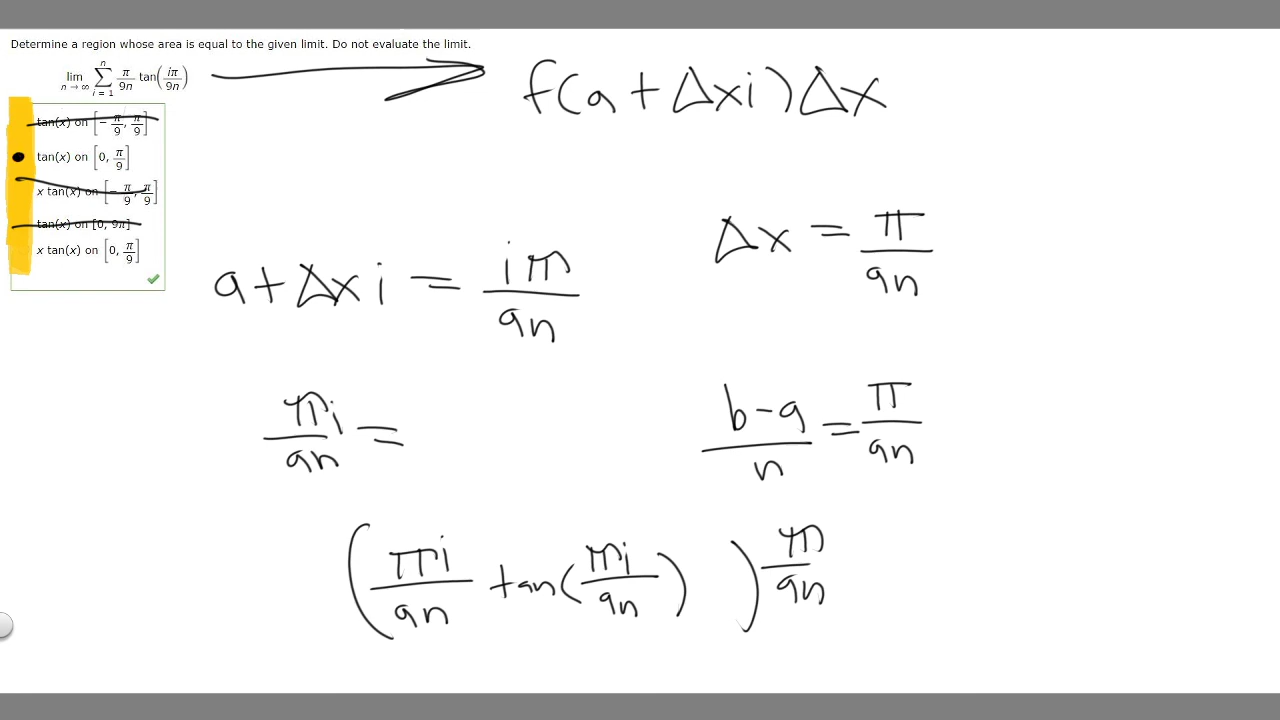 Determine a region whose area is equal to the given limit. Do not evaluate the limit.
lim n → ∞ n Σ i = 1 π/9n tan(iπ/9n)
f(a + Δxi)Δx
tan(x) on [-π/9, π/9]
tan(x) on [0, π/9]
x tan(x) on [-π/9, π/9]
tan(x) on [0, 9π]
x tan(x) on [0, π/9]
Δx = π/9n
a + Δx i = iπ/9n
πi/9n =
b-a/n = π/9n
(πi/9n tan(πi/9n) ) π/9n